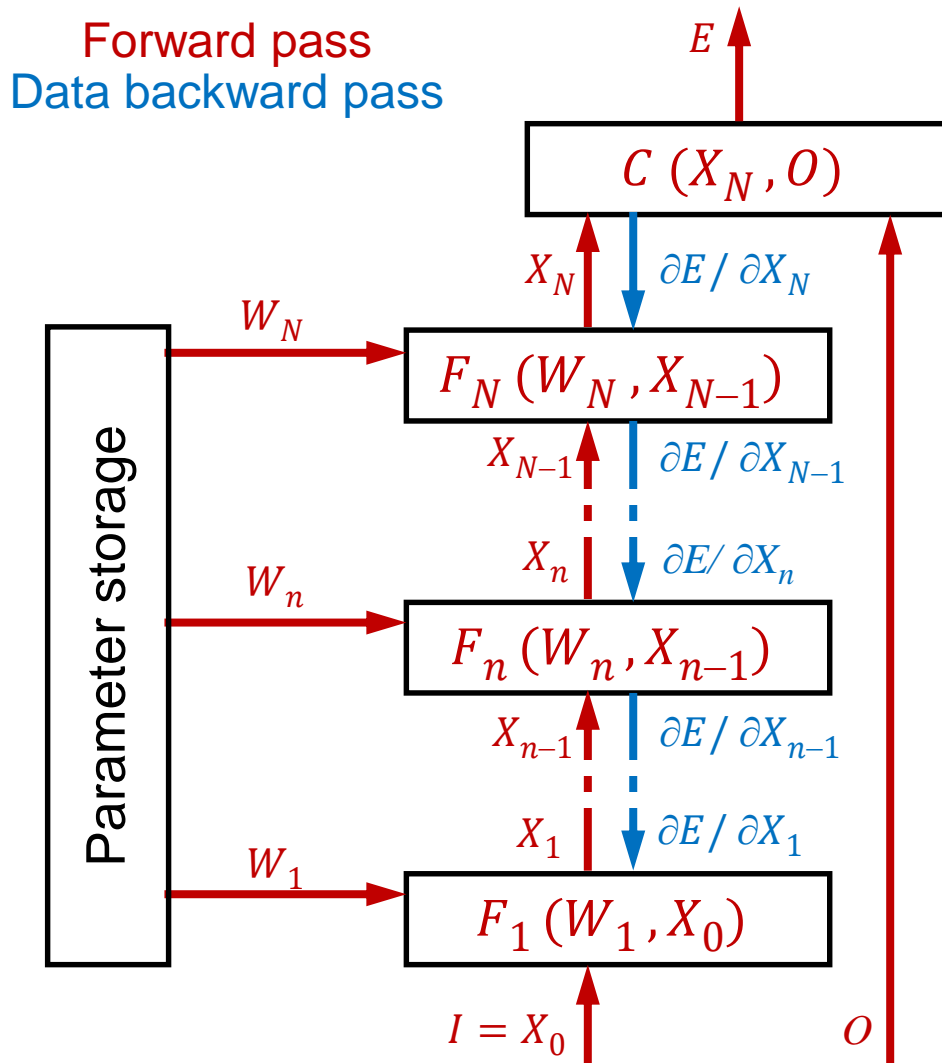 Forward pass
Data backward pass
E
C (X_N , O)
X_N
∂E / ∂X_N
W_N
F_N (W_N , X_{N−1})
X_{N−1}
∂E / ∂X_{N−1}
X_n
∂E/ ∂X_n
W_n
F_n (W_n , X_{n−1})
X_{n−1}
∂E / ∂X_{n−1}
X_1
∂E / ∂X_1
W_1
F_1 (W_1 , X_0)
Parameter storage
I = X_0
O